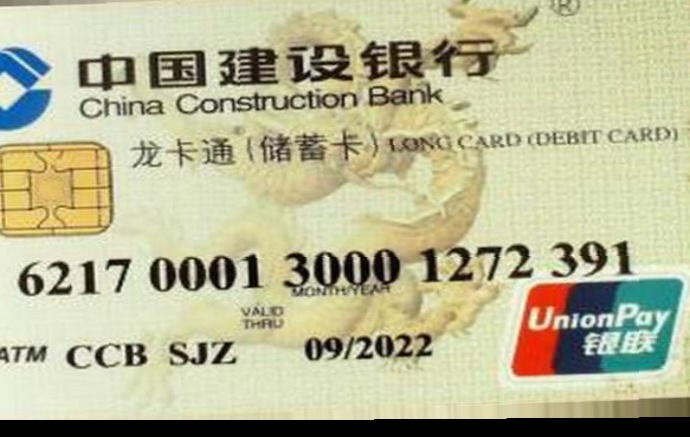 ®
中国建设银行
China Construction Bank
龙卡通®(储蓄卡) LONG CARD (DEBIT CARD)
6217 0001 3000 1272 391
MONTH/YEAR
VALID
THRU
ATM CCB SJZ 09/2022
UnionPay
银联